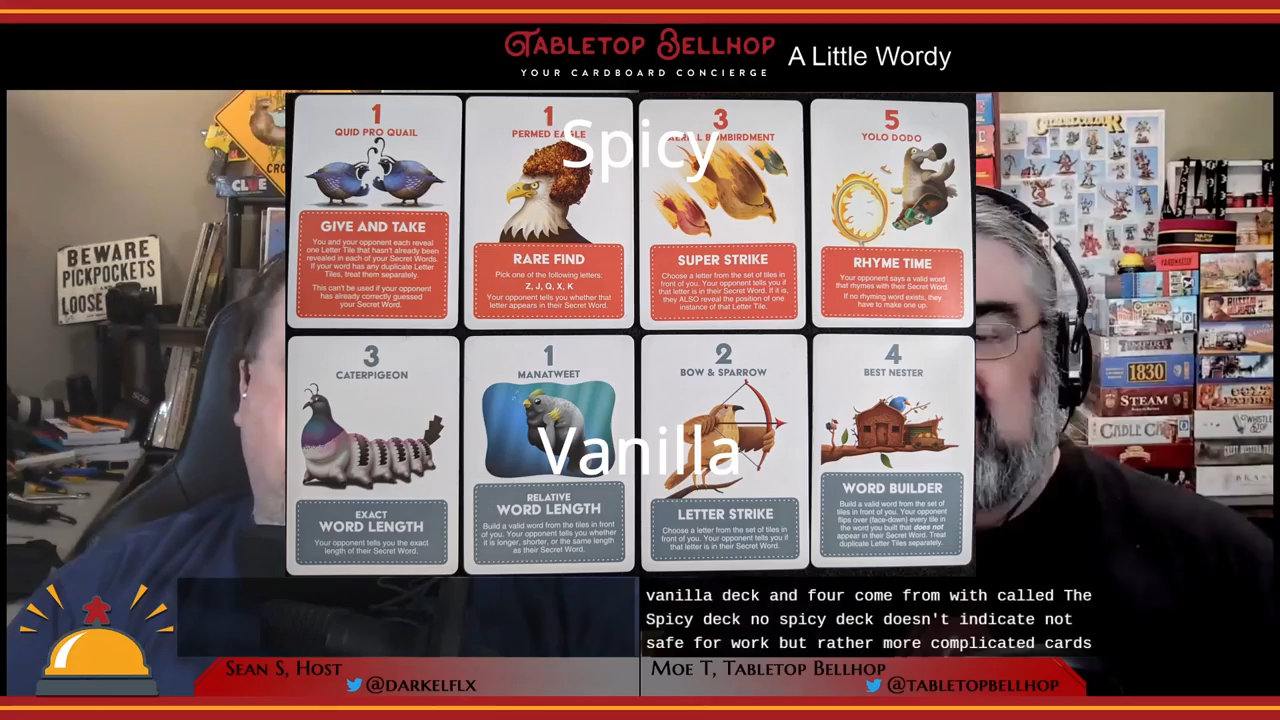 TABLETOP BELLHOP
YOUR CARDBOARD CONCIERGE
A Little Wordy
1
QUID PRO QUAIL
GIVE AND TAKE
You and your opponent each reveal
one Letter Tile that hasn't already been
revealed in each of your Secret Words.
If your word has any duplicate Letter
Tiles, treat them separately.
This can't be used if your opponent
has already correctly guessed
your Secret Word.
1
PERMED EAGLE
RARE FIND
Pick one of the following letters:
Z, J, Q, X, K
Your opponent tells you whether that
letter appears in their Secret Word.
3
AERIAL BOMBIRDMENT
SUPER STRIKE
Choose a letter from the set of tiles in
front of you. Your opponent tells you if
that letter is in their Secret Word. If it is,
they ALSO reveal the position of one
instance of that Letter Tile.
5
YOLO DODO
RHYME TIME
Your opponent says a valid word
that rhymes with their Secret Word.
If no rhyming word exists, they
have to make one up.
Spicy
3
CATERPIGEON
EXACT
WORD LENGTH
Your opponent tells you the exact
length of their Secret Word.
1
MANATWEET
RELATIVE
WORD LENGTH
Build a valid word from the tiles in front
of you. Your opponent tells you whether
it is longer, shorter, or the same length
as their Secret Word.
2
BOW & SPARROW
LETTER STRIKE
Choose a letter from the set of tiles in
front of you. Your opponent tells you if
that letter is in their Secret Word.
4
BEST NESTER
WORD BUILDER
Build a valid word from the set of
tiles in front of you. Your opponent
flips over (face-down) every tile in
the word you built that does not
appear in their Secret Word. Treat
duplicate Letter Tiles separately.
Vanilla
BEWARE
PICKPOCKETS
LOOSE
CLUE
EMPIRE
1830
STEAM
CABLE CAR
WHISTLE
vanilla deck and four come from with called The
Spicy deck no spicy deck doesn't indicate not
safe for work but rather more complicated cards
SEAN S, HOST
@DARKELFLX
MOE T, TABLETOP BELLHOP
@TABLETOPBELLHOP